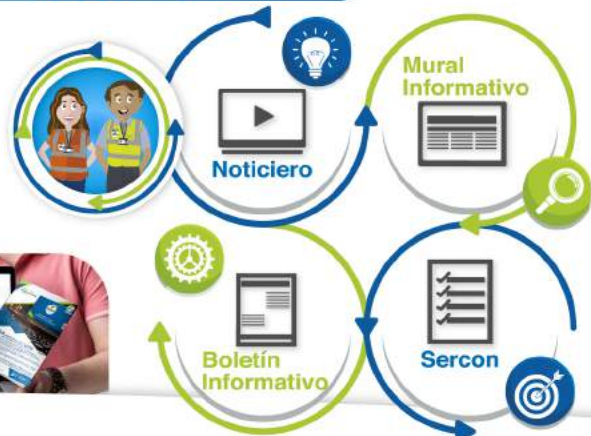 Noticiero
Mural
Informativo
Boletín
Informativo
Sercon